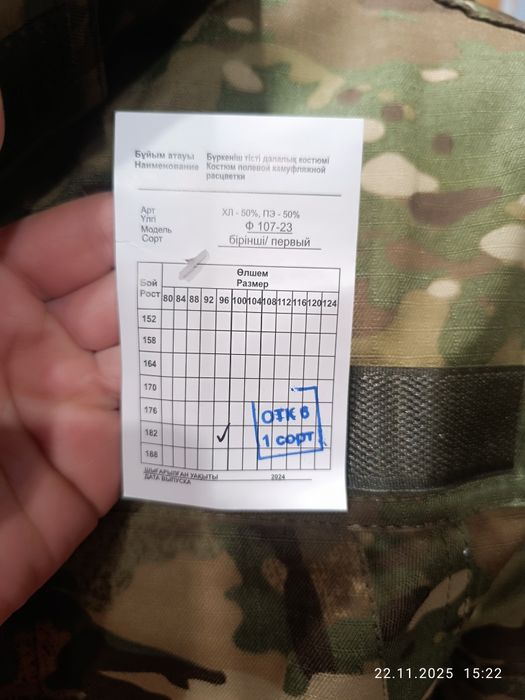 Бұйым атауы Бүркеніш түсті далалық костюмі
Наименование Костюм полевой камуфляжной
расцветки
Арт ХЛ - 50%, ПЭ - 50%
Үлгі
Модель Ф 107-23
Сорт бірінші/ первый
Өлшем
Бой Размер
Рост 80 84 88 92 96 100 104 108 112 116 120 124
152
158
164
170
176
182 ✓
188
ОТК 8
1 сорт
ШЫҒАРЫЛҒАН УАҚЫТЫ
ДАТА ВЫПУСКА 2024
22.11.2025 15:22